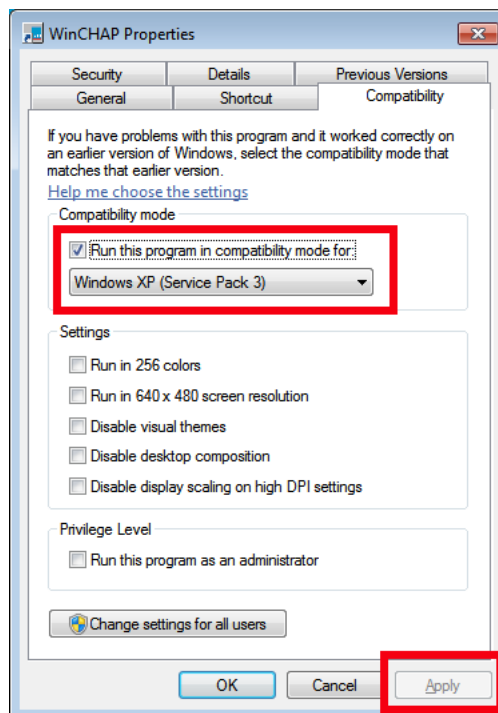 WinCHAP Properties
Security Details Previous Versions
General Shortcut Compatibility
If you have problems with this program and it worked correctly on
an earlier version of Windows, select the compatibility mode that
matches that earlier version.
Help me choose the settings
Compatibility mode
Run this program in compatibility mode for:
Windows XP (Service Pack 3)
Settings
Run in 256 colors
Run in 640 x 480 screen resolution
Disable visual themes
Disable desktop composition
Disable display scaling on high DPI settings
Privilege Level
Run this program as an administrator
Change settings for all users
OK Cancel Apply